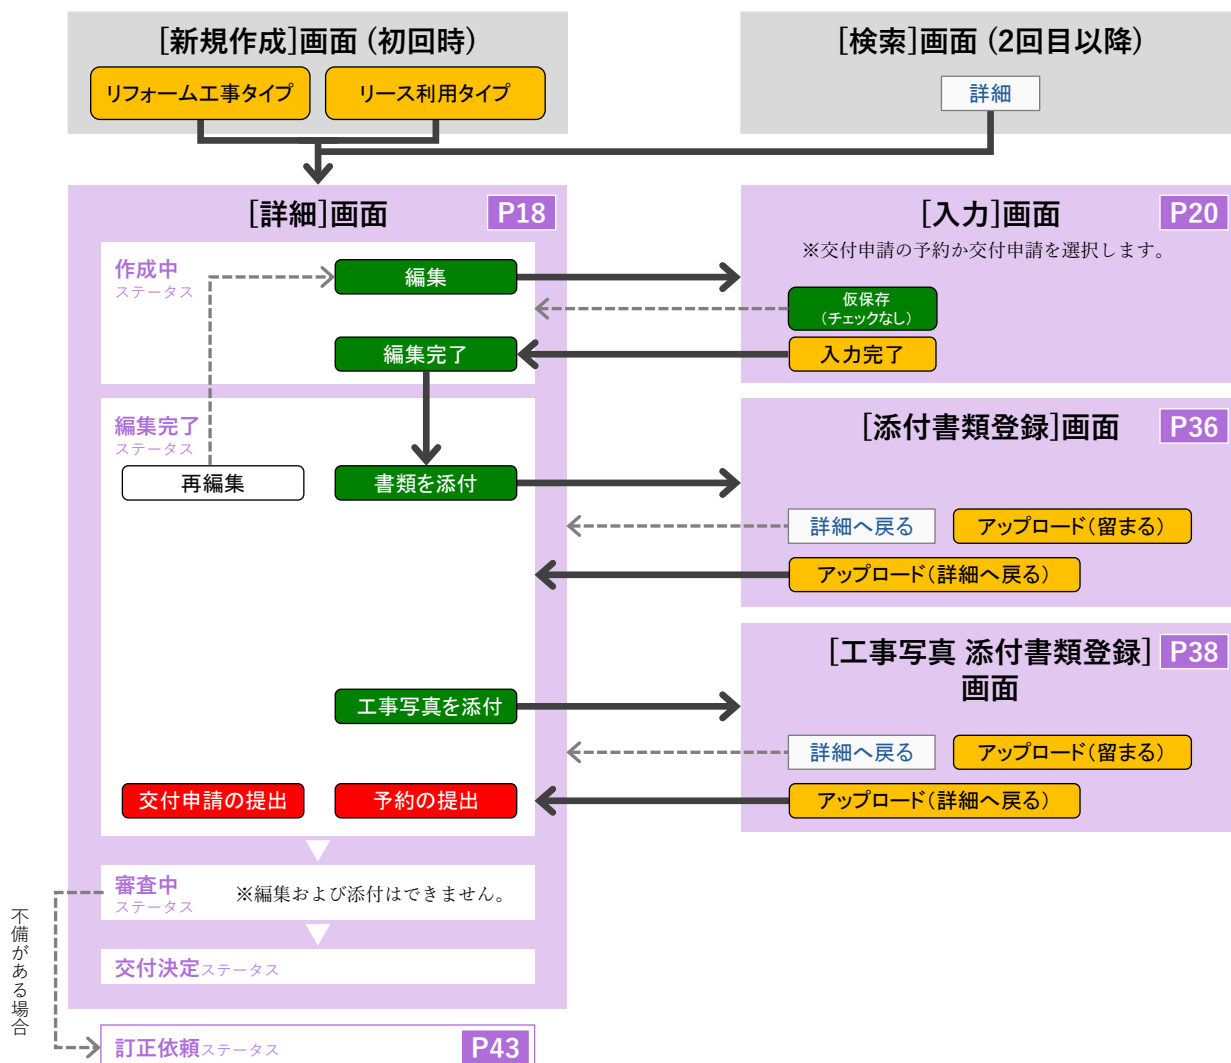 [新規作成]画面 (初回時)
リフォーム工事タイプ
リース利用タイプ
[検索]画面 (2回目以降)
詳細
[詳細]画面
P18
作成中
ステータス
編集
編集完了
編集完了
ステータス
再編集
書類を添付
工事写真を添付
交付申請の提出
予約の提出
審査中
ステータス
※編集および添付はできません。
交付決定ステータス
不備がある場合
訂正依頼ステータス
P43
[入力]画面
P20
※交付申請の予約か交付申請を選択します。
仮保存
(チェックなし)
入力完了
[添付書類登録]画面
P36
詳細へ戻る
アップロード(留まる)
アップロード(詳細へ戻る)
[工事写真 添付書類登録]
画面
P38
詳細へ戻る
アップロード(留まる)
アップロード(詳細へ戻る)